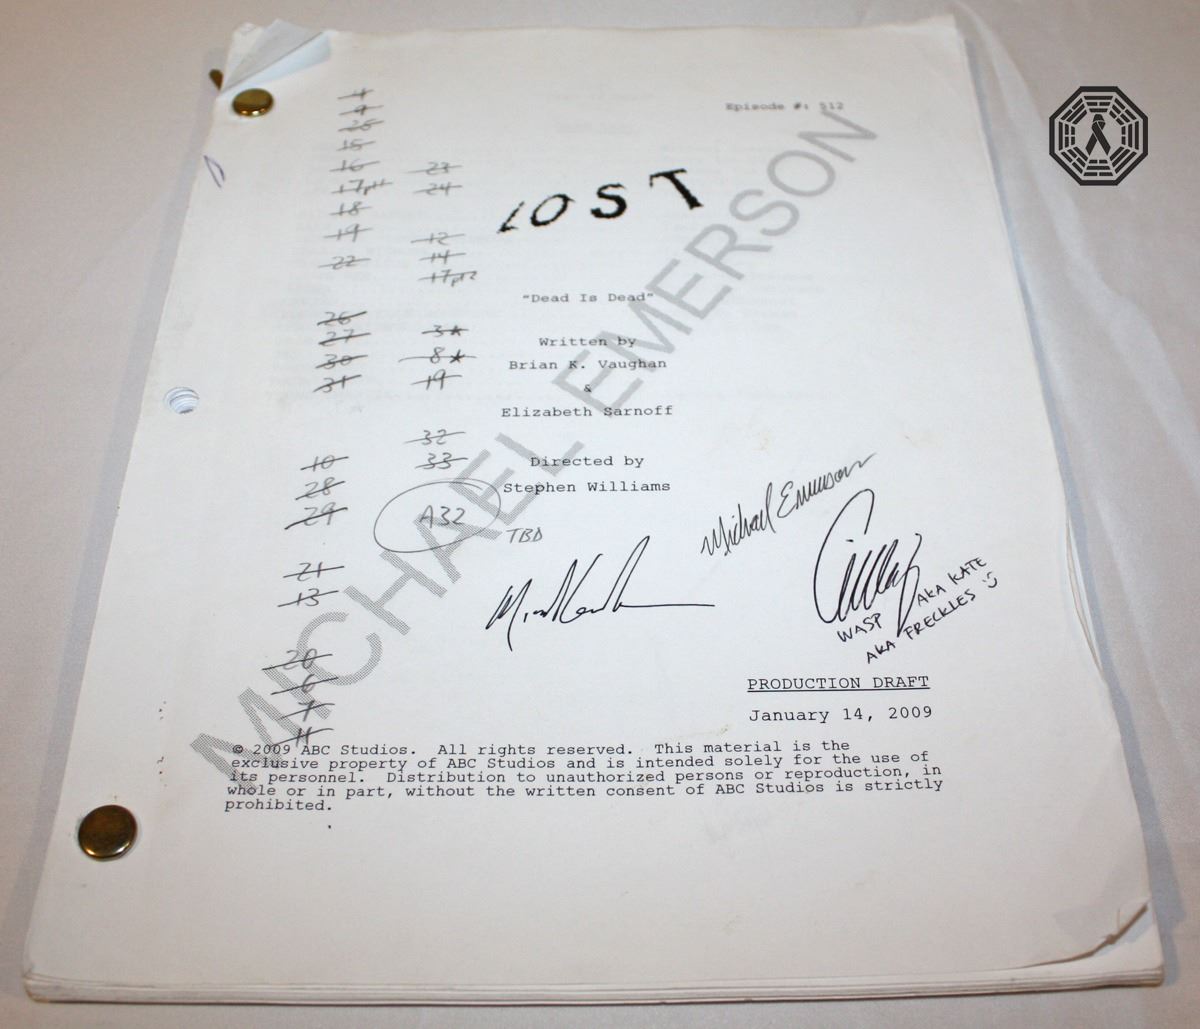 Episode #: 512
LOST
"Dead Is Dead"
Written by
Brian K. Vaughan
&
Elizabeth Sarnoff
Directed by
Stephen Williams
TBD
4
9
25
15
16
17pt1
18
19
22
26
27
30
31
10
28
29
21
13
20
6
7
11
23
24
12
14
17pt2
3*
8*
19
32
33
A32
MICHAEL EMERSON
Michael Emerson
WASP AKA KATE
AKA FRECKLES
PRODUCTION DRAFT
January 14, 2009
© 2009 ABC Studios. All rights reserved. This material is the
exclusive property of ABC Studios and is intended solely for the use of
its personnel. Distribution to unauthorized persons or reproduction, in
whole or in part, without the written consent of ABC Studios is strictly
prohibited.